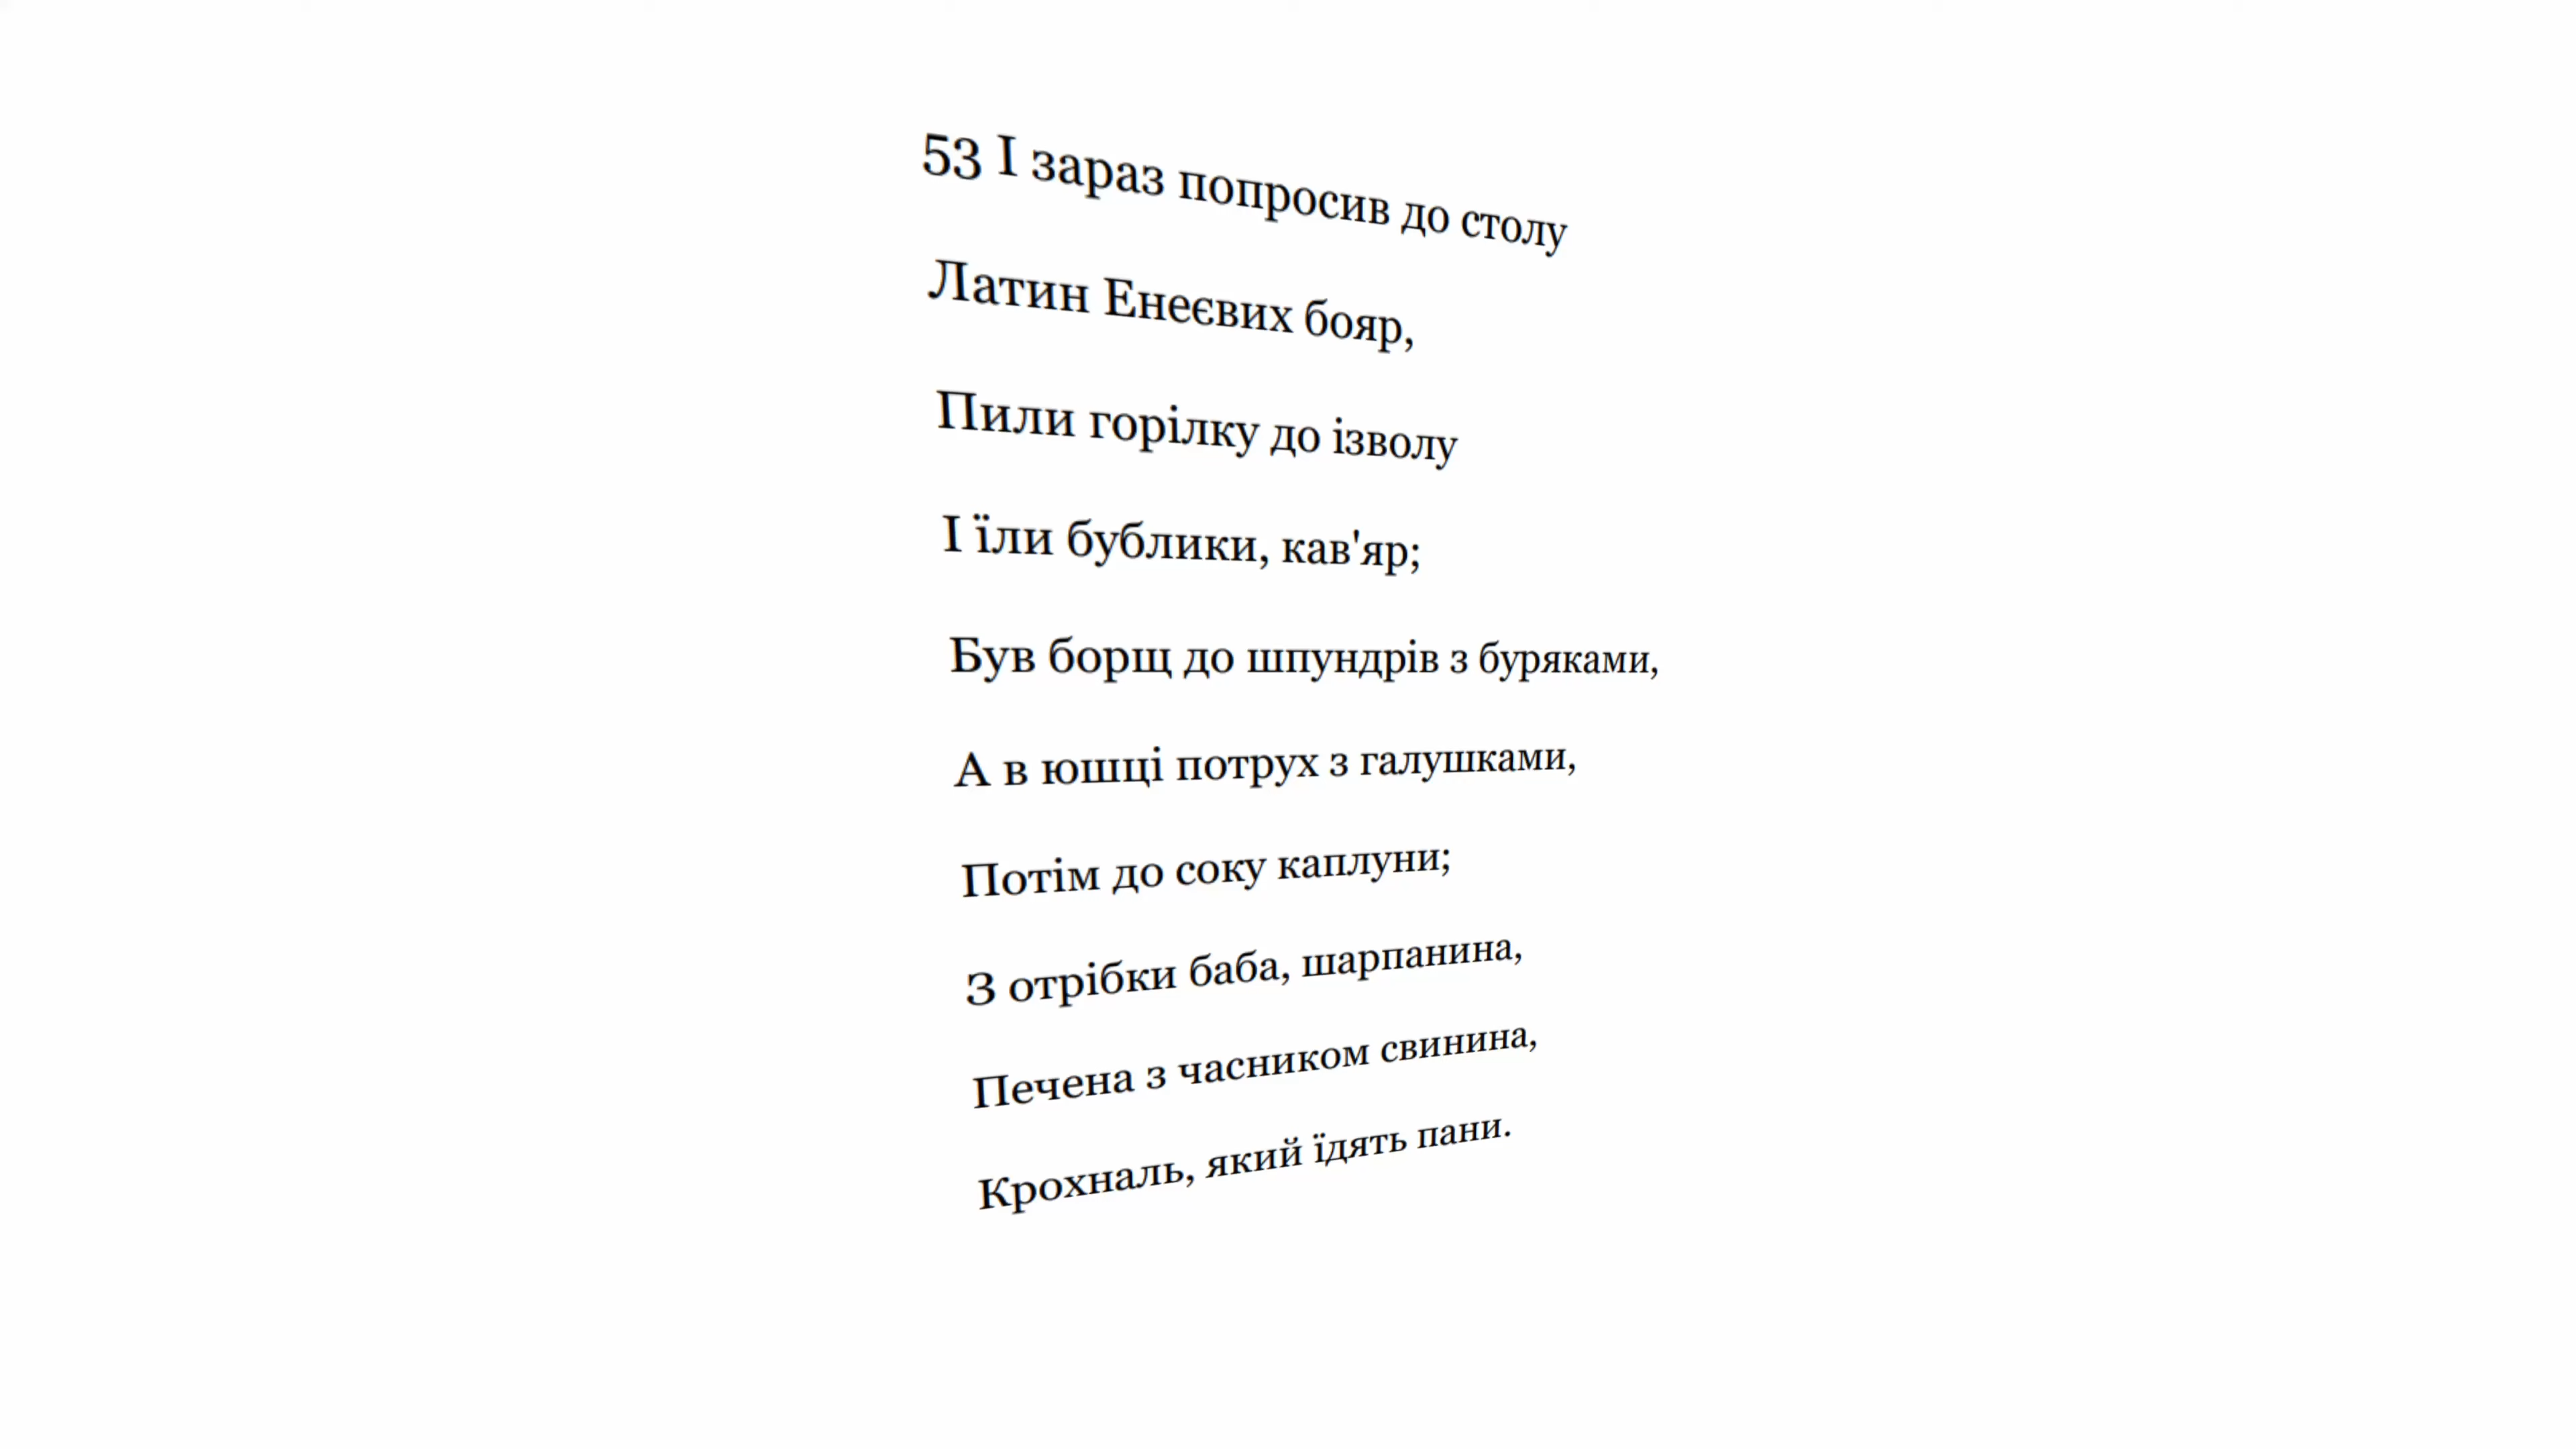 53 І зараз попросив до столу
Латин Енеєвих бояр,
Пили горілку до ізволу
І їли бублики, кав'яр;
Був борщ до шпундрів з буряками,
А в юшці потрух з галушками,
Потім до соку каплуни;
З отрібки баба, шарпанина,
Печена з часником свинина,
Крохналь, який їдять пани.